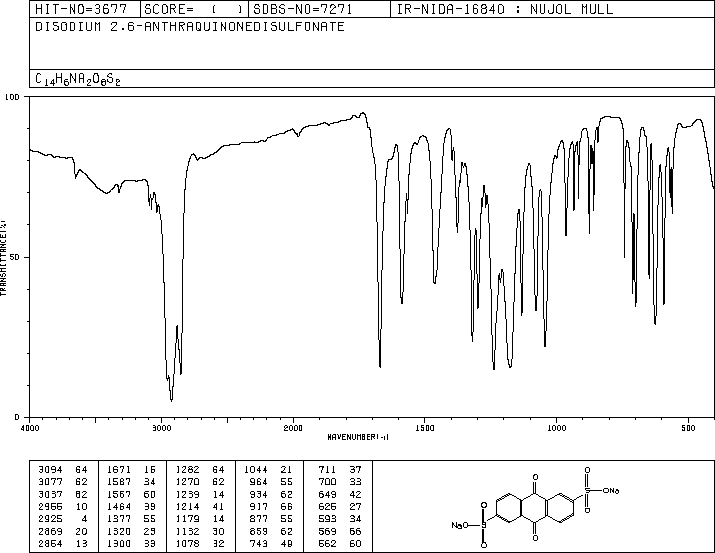 HIT-NO=3677 SCORE= ( ) SDBS-NO=7271 IR-NIDA-16840 : NUJOL MULL
DISODIUM 2,6-ANTHRAQUINONEDISULFONATE
C14H6NA2O8S2
100
TRANSMITTANCE(%)
50
0
4000 3000 2000 1500 1000 500
WAVENUMBER(-1)
3094 64 1671 16 1282 64 1044 21 711 37
3077 62 1587 34 1270 62 964 55 700 33
3037 62 1567 60 1239 14 934 62 649 42
2955 10 1464 39 1214 41 917 66 626 27
2925 4 1377 55 1179 14 877 55 593 34
2869 20 1320 23 1132 30 859 62 569 66
2854 13 1300 33 1078 32 743 49 562 60
O O
S ONa
O
O
O
NaO S
O
O